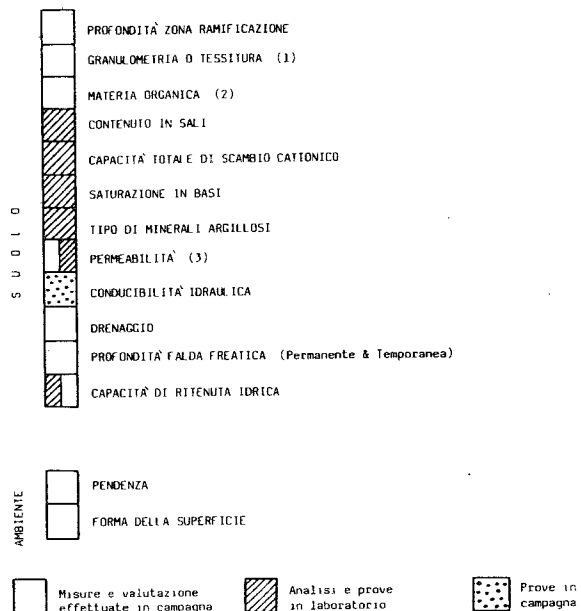 PROFONDITÀ ZONA RAMIFICAZIONE
GRANULOMETRIA O TESSITURA (1)
MATERIA ORGANICA (2)
CONTENUTO IN SALI
CAPACITÀ TOTALE DI SCAMBIO CATTONICO
SATURAZIONE IN BASI
TIPO DI MINERALI ARGILLOSI
PERMEABILITÀ (3)
CONDUCIBILITÀ IDRAULICA
DRENAGGIO
PROFONDITÀ FALDA FREATICA (Permanente & Temporanea)
CAPACITÀ DI RITENUTA IDRICA
SUOLO
PENDENZA
FORMA DELLA SUPERFICIE
AMBIENTE
Misure e valutazione
effettuate in campagna
Analisi e prove
in laboratorio
Prove in
campagna